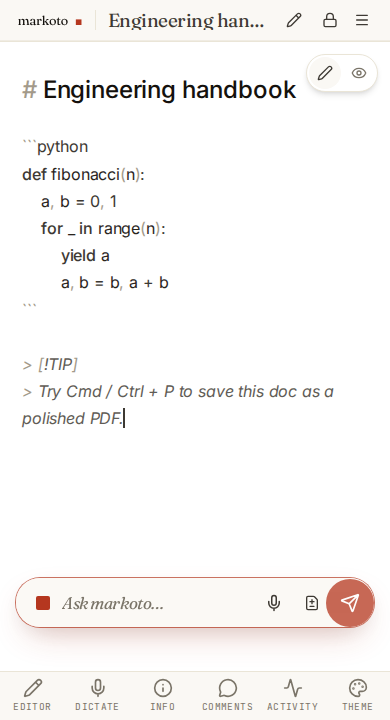 markoto
Engineering han...
# Engineering handbook
```python
def fibonacci(n):
    a, b = 0, 1
    for _ in range(n):
        yield a
        a, b = b, a + b
```
> [!TIP]
> Try Cmd / Ctrl + P to save this doc as a
polished PDF.
Ask markoto...
EDITOR
DICTATE
INFO
COMMENTS
ACTIVITY
THEME